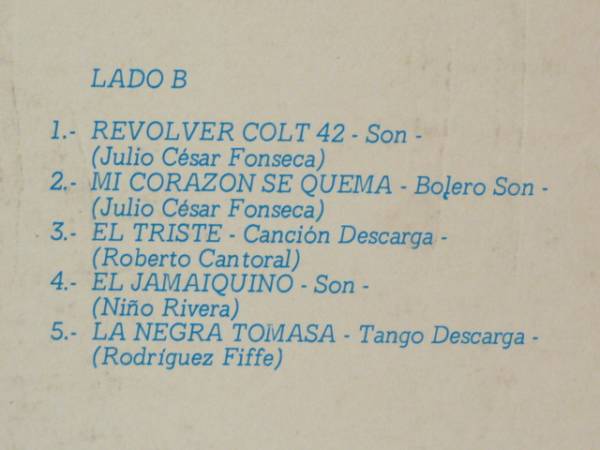 LADO B
1.- REVOLVER COLT 42 - Son -
(Julio César Fonseca)
2.- MI CORAZON SE QUEMA - Bolero Son -
(Julio César Fonseca)
3.- EL TRISTE - Canción Descarga -
(Roberto Cantoral)
4.- EL JAMAIQUINO - Son -
(Niño Rivera)
5.- LA NEGRA TOMASA - Tango Descarga -
(Rodríguez Fiffe)